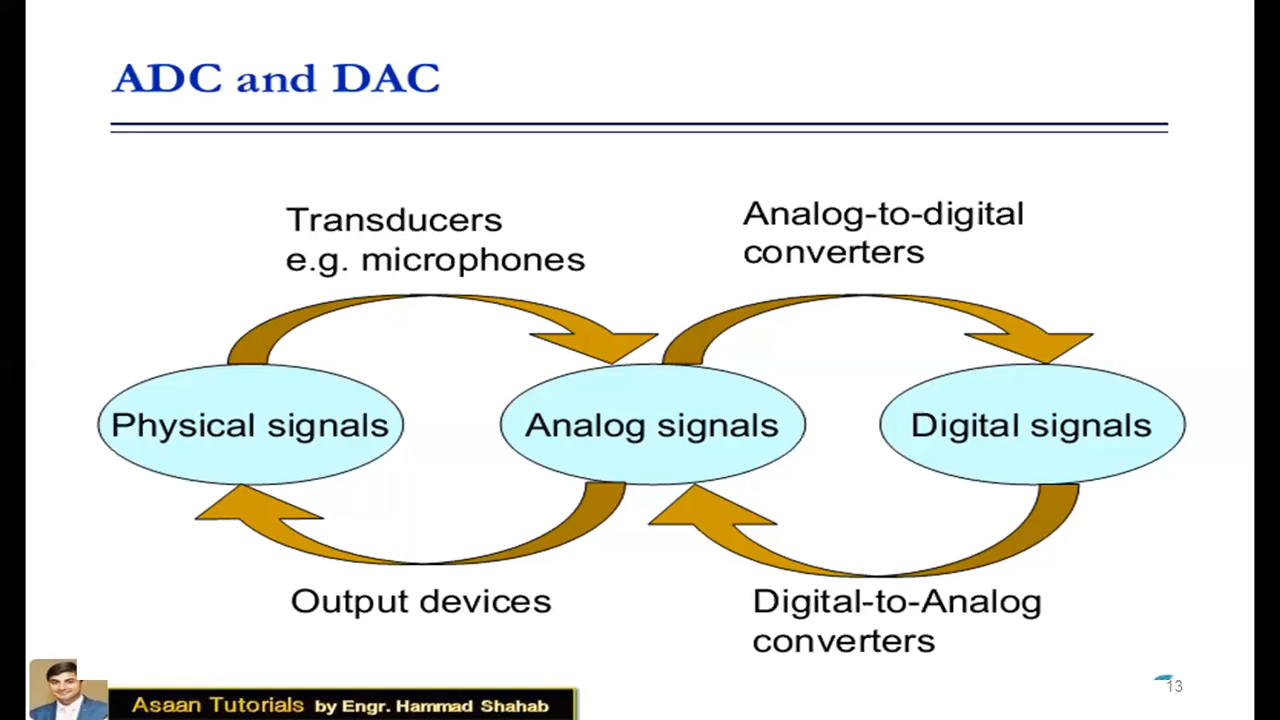 ADC and DAC
Transducers
e.g. microphones
Analog-to-digital
converters
Physical signals
Analog signals
Digital signals
Output devices
Digital-to-Analog
converters
13
Asaan Tutorials by Engr. Hammad Shahab